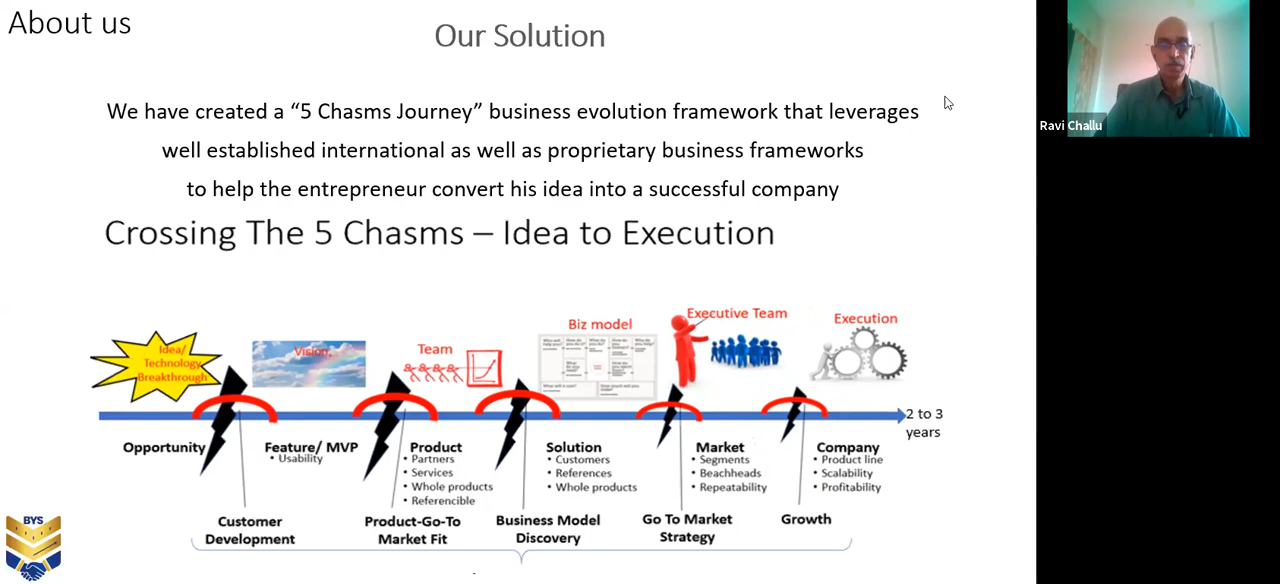 About us
Our Solution
We have created a “5 Chasms Journey” business evolution framework that leverages
well established international as well as proprietary business frameworks
to help the entrepreneur convert his idea into a successful company
Crossing The 5 Chasms – Idea to Execution
Idea/
Technology
Breakthrough
Vision
Team
Biz model
Executive Team
Execution
2 to 3
years
Opportunity
Feature/ MVP
• Usability
Product
• Partners
• Services
• Whole products
• Referencible
Solution
• Customers
• References
• Whole products
Market
• Segments
• Beachheads
• Repeatability
Company
• Product line
• Scalability
• Profitability
Customer
Development
Product-Go-To
Market Fit
Business Model
Discovery
Go To Market
Strategy
Growth
BYS
Ravi Challu